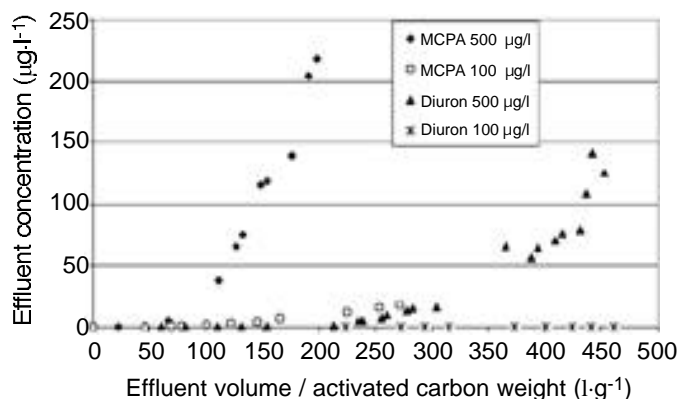 250
200
150
100
50
0
Effluent concentration (µg·l-1)
MCPA 500 µg/l
MCPA 100 µg/l
Diuron 500 µg/l
Diuron 100 µg/l
0 50 100 150 200 250 300 350 400 450 500
Effluent volume / activated carbon weight (l·g-1)